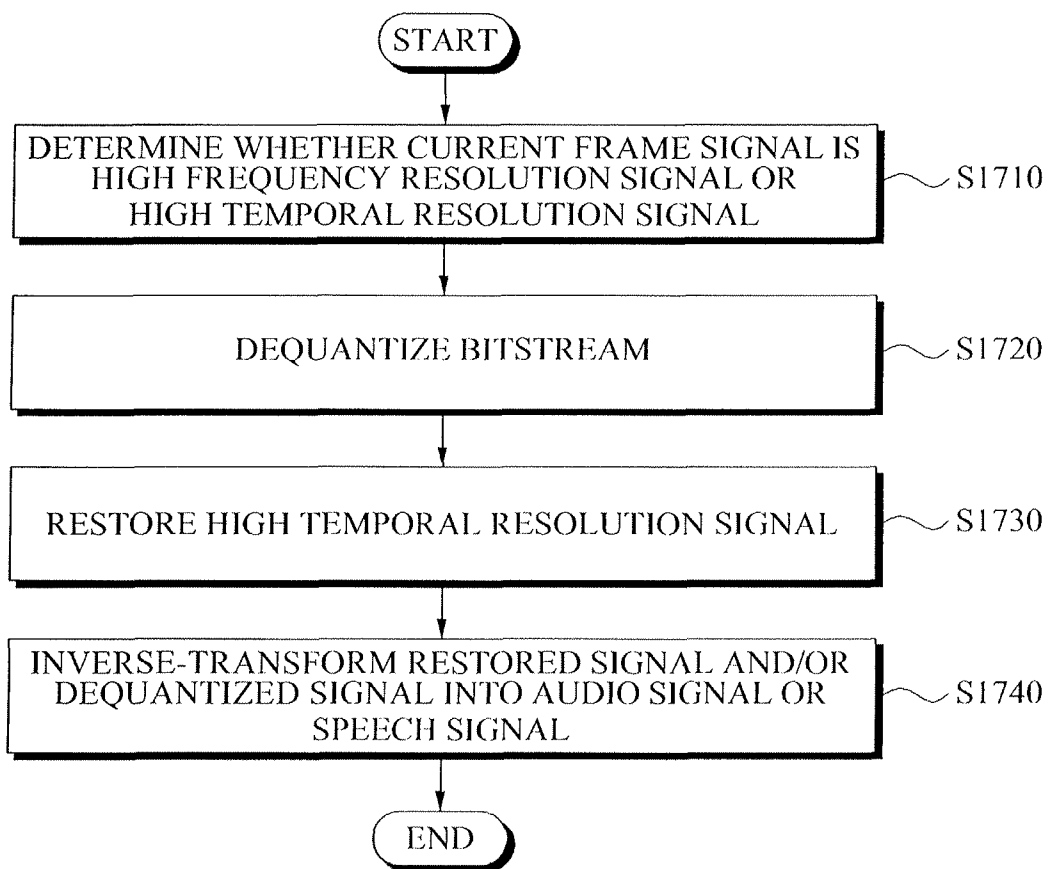 START
DETERMINE WHETHER CURRENT FRAME SIGNAL IS
HIGH FREQUENCY RESOLUTION SIGNAL OR
HIGH TEMPORAL RESOLUTION SIGNAL
S1710
DEQUANTIZE BITSTREAM
S1720
RESTORE HIGH TEMPORAL RESOLUTION SIGNAL
S1730
INVERSE-TRANSFORM RESTORED SIGNAL AND/OR
DEQUANTIZED SIGNAL INTO AUDIO SIGNAL OR
SPEECH SIGNAL
S1740
END